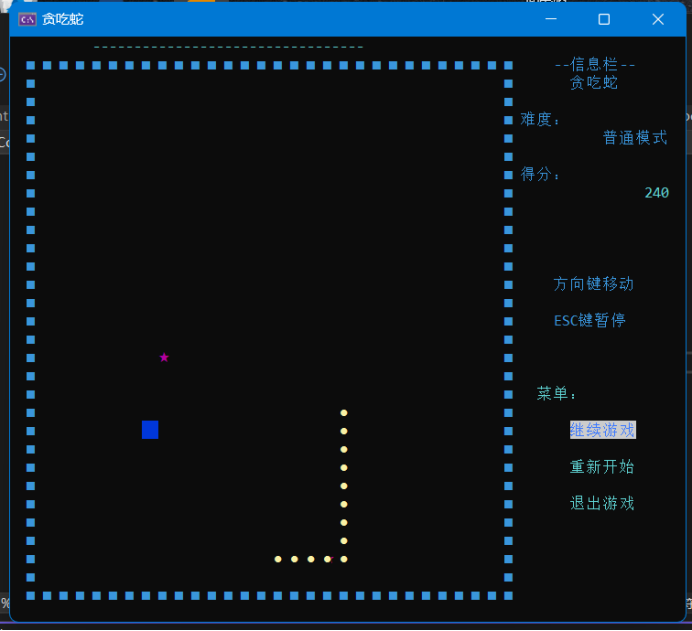 贪吃蛇
--信息栏--
贪吃蛇
难度：
普通模式
得分：
240
方向键移动
ESC键暂停
菜单：
继续游戏
重新开始
退出游戏